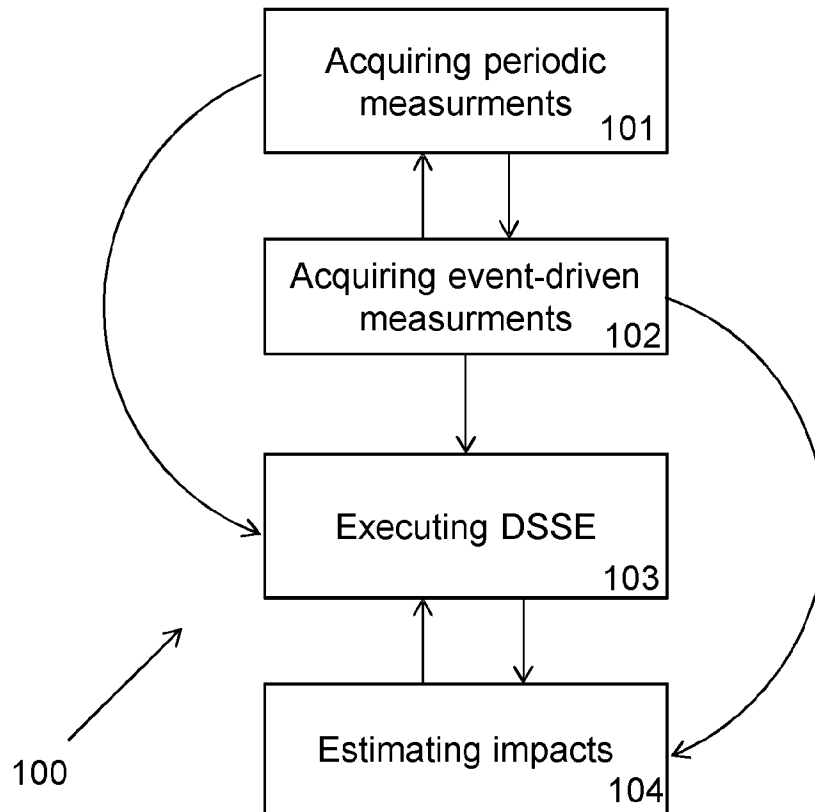 Acquiring periodic
measurments
101
Acquiring event-driven
measurments
102
Executing DSSE
103
Estimating impacts
104
100